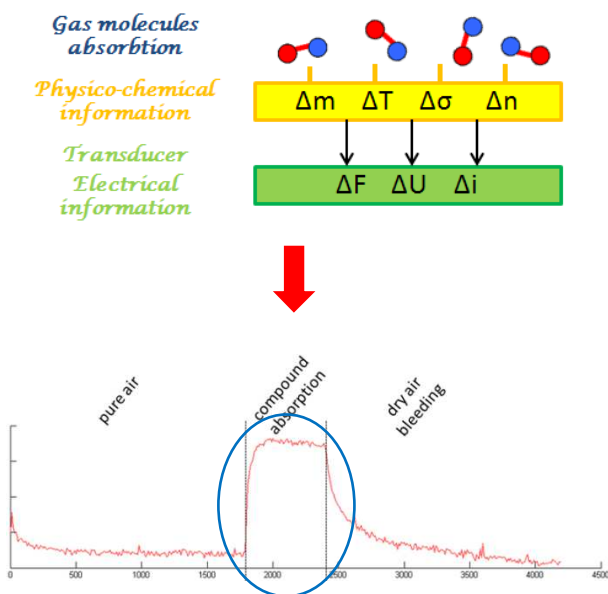 Gas molecules
absorbtion
Physico-chemical
information
Δm ΔT Δσ Δn
Transducer
Electrical
information
ΔF ΔU Δi
pure air
compound
absorption
dry air
bleeding
0 500 1000 1500 2000 2500 3000 3500 4000 4500